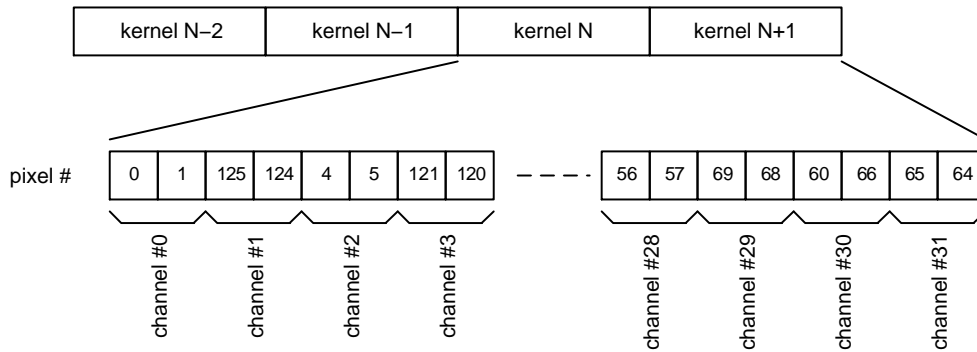 kernel N−2 kernel N−1 kernel N kernel N+1
pixel # 0 1 125 124 4 5 121 120 56 57 69 68 60 66 65 64
channel #0
channel #1
channel #2
channel #3
channel #28
channel #29
channel #30
channel #31